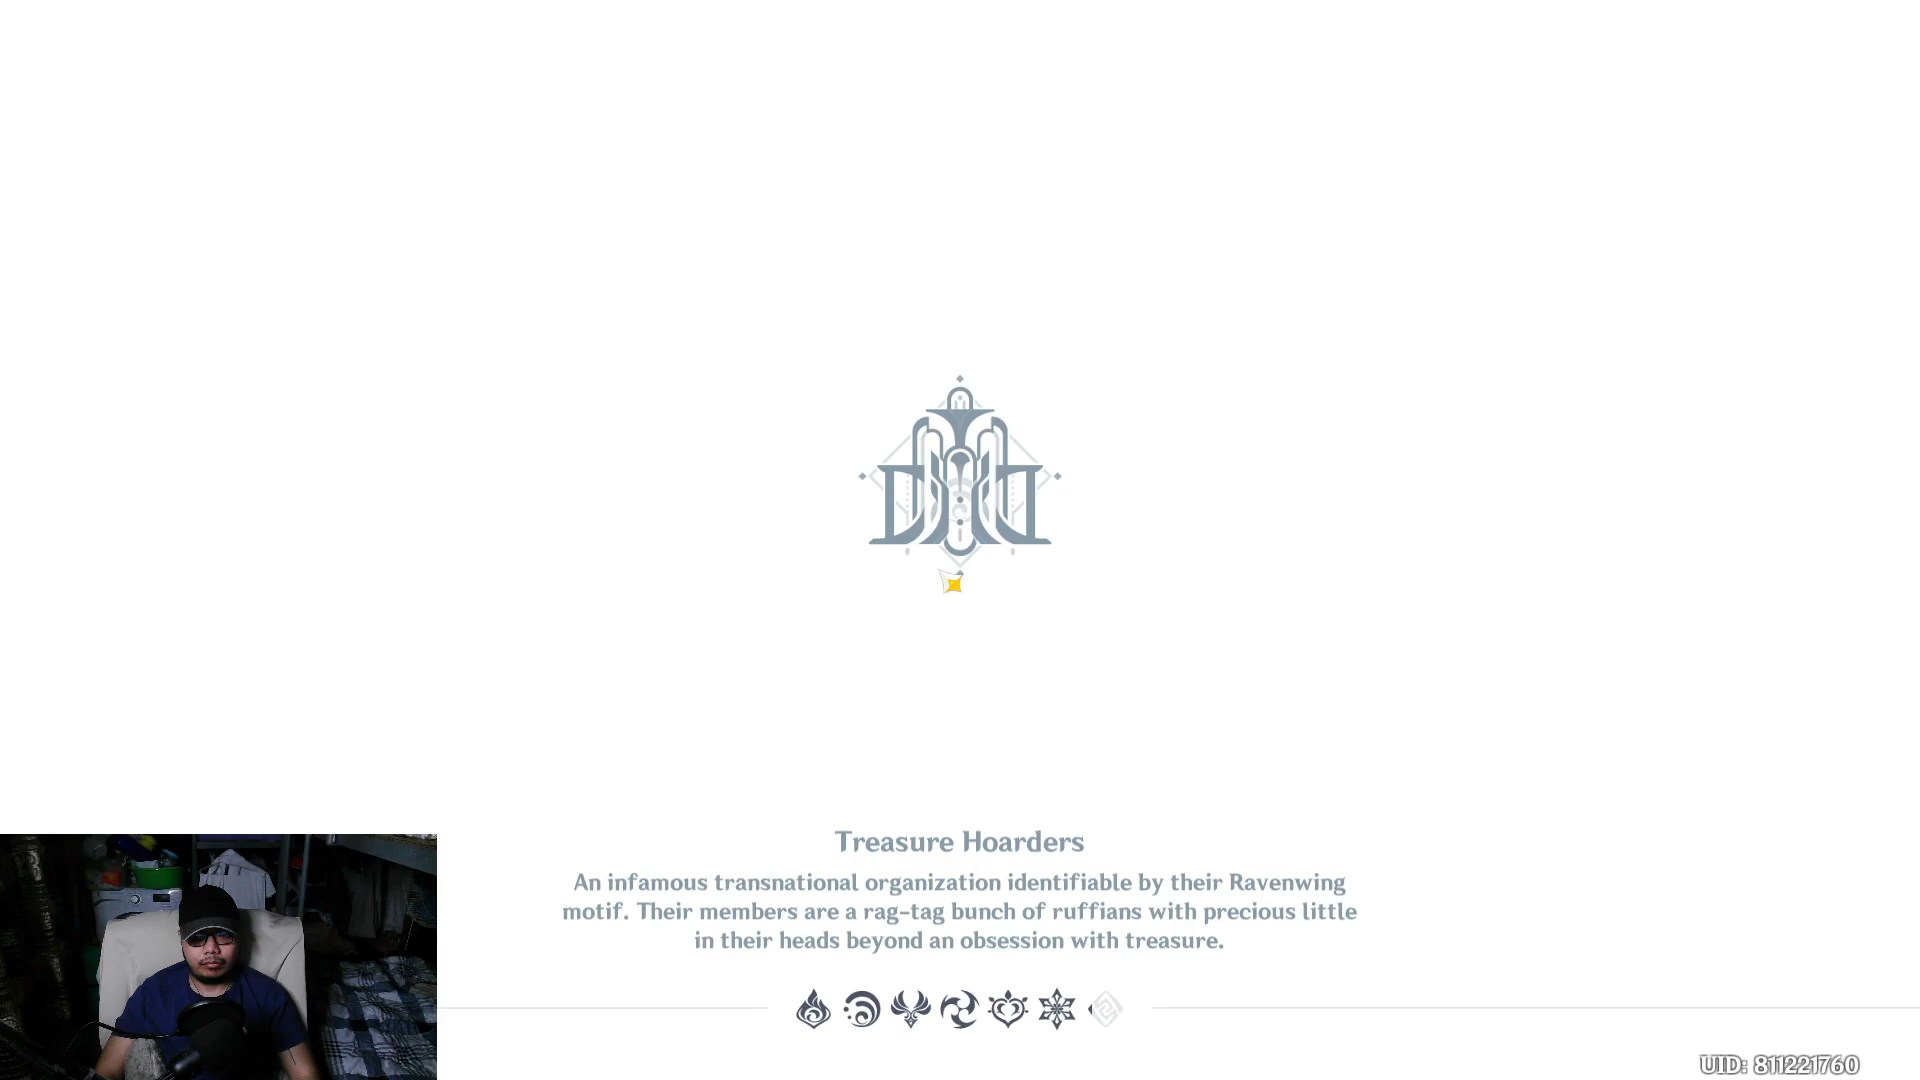 Treasure Hoarders
An infamous transnational organization identifiable by their Ravenwing
motif. Their members are a rag-tag bunch of ruffians with precious little
in their heads beyond an obsession with treasure.
UID: 811221760